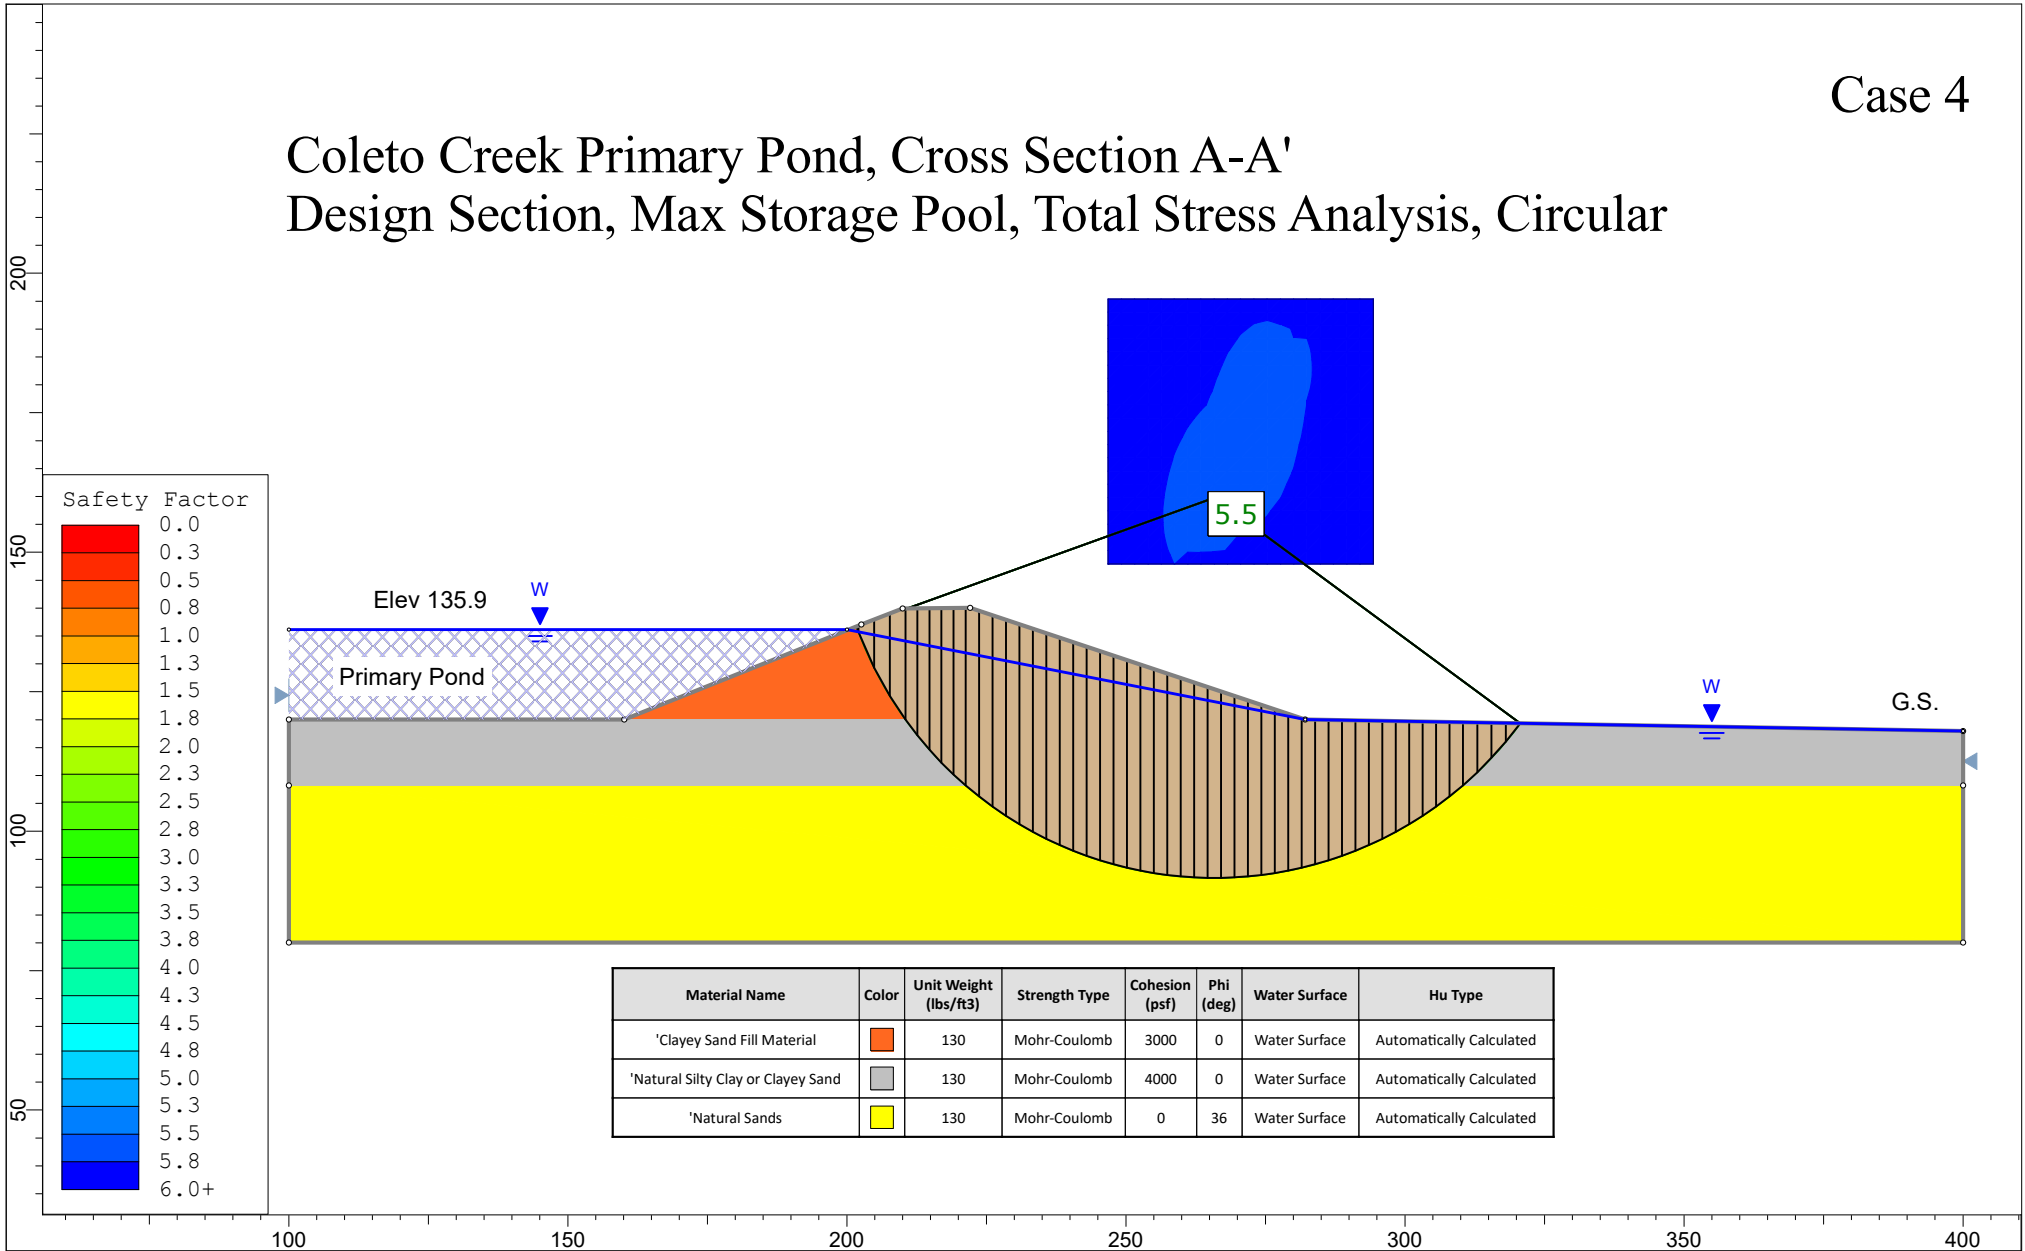 Case 4
Coleto Creek Primary Pond, Cross Section A-A'
Design Section, Max Storage Pool, Total Stress Analysis, Circular
200
150
100
50
Safety Factor
0.0
0.3
0.5
0.8
1.0
1.3
1.5
1.8
2.0
2.3
2.5
2.8
3.0
3.3
3.5
3.8
4.0
4.3
4.5
4.8
5.0
5.3
5.5
5.8
6.0+
5.5
Elev 135.9
W
Primary Pond
W
G.S.
Material Name Color Unit Weight (lbs/ft3) Strength Type Cohesion (psf) Phi (deg) Water Surface Hu Type
'Clayey Sand Fill Material 130 Mohr-Coulomb 3000 0 Water Surface Automatically Calculated
'Natural Silty Clay or Clayey Sand 130 Mohr-Coulomb 4000 0 Water Surface Automatically Calculated
'Natural Sands 130 Mohr-Coulomb 0 36 Water Surface Automatically Calculated
100 150 200 250 300 350 400